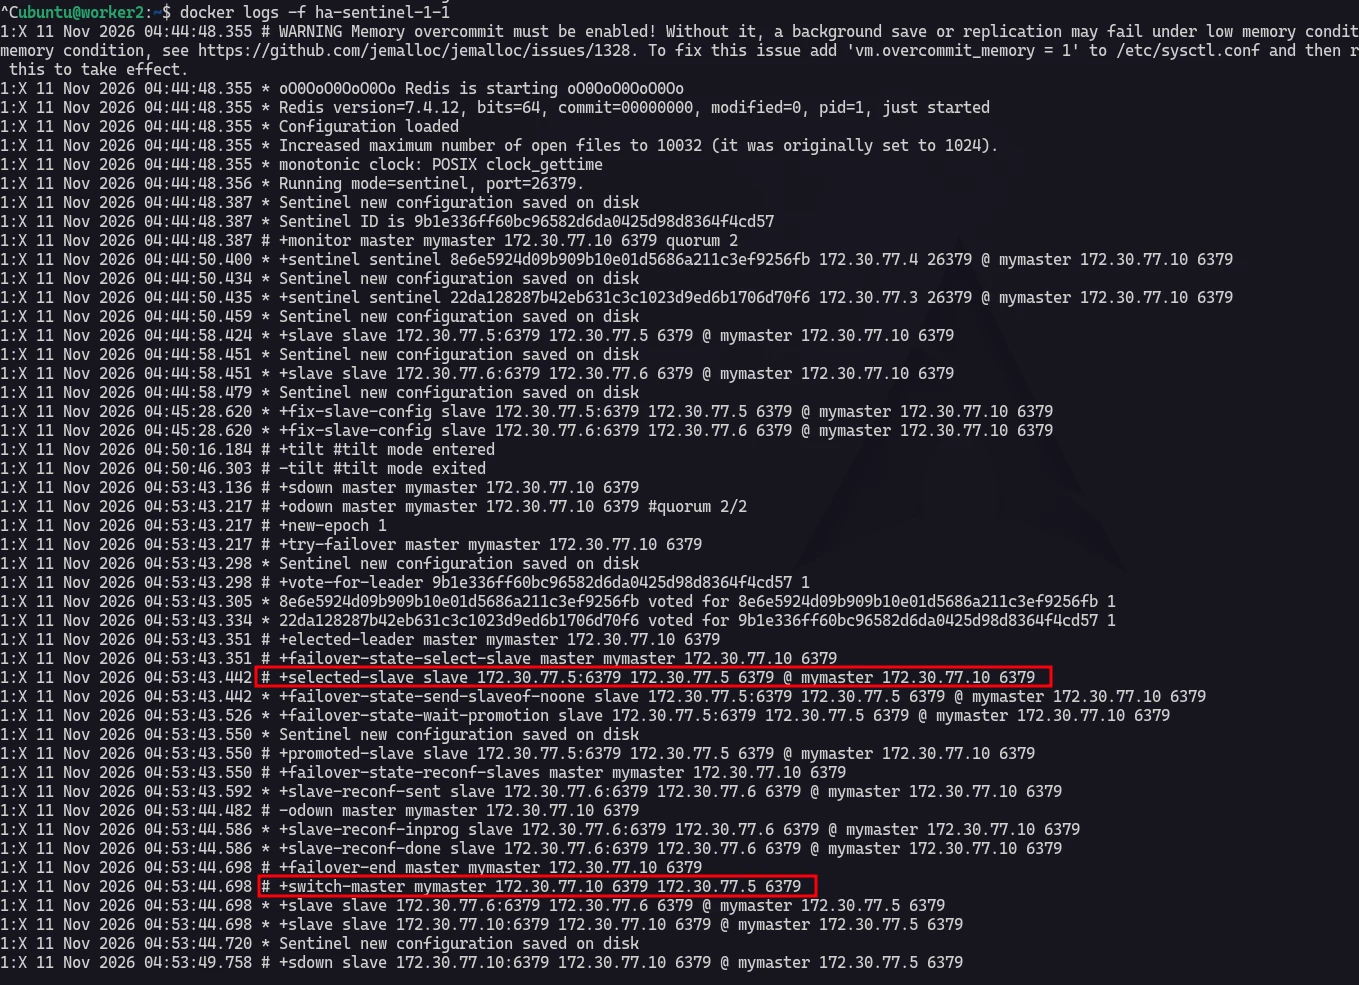 ^Cubuntu@worker2:~$ docker logs -f ha-sentinel-1-1
1:X 11 Nov 2026 04:44:48.355 # WARNING Memory overcommit must be enabled! Without it, a background save or replication may fail under low memory condit
memory condition, see https://github.com/jemalloc/jemalloc/issues/1328. To fix this issue add 'vm.overcommit_memory = 1' to /etc/sysctl.conf and then r
 this to take effect.
1:X 11 Nov 2026 04:44:48.355 * oO0OoO0OoO0Oo Redis is starting oO0OoO0OoO0Oo
1:X 11 Nov 2026 04:44:48.355 * Redis version=7.4.12, bits=64, commit=00000000, modified=0, pid=1, just started
1:X 11 Nov 2026 04:44:48.355 * Configuration loaded
1:X 11 Nov 2026 04:44:48.355 * Increased maximum number of open files to 10032 (it was originally set to 1024).
1:X 11 Nov 2026 04:44:48.355 * monotonic clock: POSIX clock_gettime
1:X 11 Nov 2026 04:44:48.356 * Running mode=sentinel, port=26379.
1:X 11 Nov 2026 04:44:48.387 * Sentinel new configuration saved on disk
1:X 11 Nov 2026 04:44:48.387 * Sentinel ID is 9b1e336ff60bc96582d6da0425d98d8364f4cd57
1:X 11 Nov 2026 04:44:48.387 # +monitor master mymaster 172.30.77.10 6379 quorum 2
1:X 11 Nov 2026 04:44:50.400 * +sentinel sentinel 8e6e5924d09b909b10e01d5686a211c3ef9256fb 172.30.77.4 26379 @ mymaster 172.30.77.10 6379
1:X 11 Nov 2026 04:44:50.434 * Sentinel new configuration saved on disk
1:X 11 Nov 2026 04:44:50.435 * +sentinel sentinel 22da128287b42eb631c3c1023d9ed6b1706d70f6 172.30.77.3 26379 @ mymaster 172.30.77.10 6379
1:X 11 Nov 2026 04:44:50.459 * Sentinel new configuration saved on disk
1:X 11 Nov 2026 04:44:58.424 * +slave slave 172.30.77.5:6379 172.30.77.5 6379 @ mymaster 172.30.77.10 6379
1:X 11 Nov 2026 04:44:58.451 * Sentinel new configuration saved on disk
1:X 11 Nov 2026 04:44:58.451 * +slave slave 172.30.77.6:6379 172.30.77.6 6379 @ mymaster 172.30.77.10 6379
1:X 11 Nov 2026 04:44:58.479 * Sentinel new configuration saved on disk
1:X 11 Nov 2026 04:45:28.620 * +fix-slave-config slave 172.30.77.5:6379 172.30.77.5 6379 @ mymaster 172.30.77.10 6379
1:X 11 Nov 2026 04:45:28.620 * +fix-slave-config slave 172.30.77.6:6379 172.30.77.6 6379 @ mymaster 172.30.77.10 6379
1:X 11 Nov 2026 04:50:16.184 # +tilt #tilt mode entered
1:X 11 Nov 2026 04:50:46.303 # -tilt #tilt mode exited
1:X 11 Nov 2026 04:53:43.136 # +sdown master mymaster 172.30.77.10 6379
1:X 11 Nov 2026 04:53:43.217 # +odown master mymaster 172.30.77.10 6379 #quorum 2/2
1:X 11 Nov 2026 04:53:43.217 # +new-epoch 1
1:X 11 Nov 2026 04:53:43.217 # +try-failover master mymaster 172.30.77.10 6379
1:X 11 Nov 2026 04:53:43.298 * Sentinel new configuration saved on disk
1:X 11 Nov 2026 04:53:43.298 # +vote-for-leader 9b1e336ff60bc96582d6da0425d98d8364f4cd57 1
1:X 11 Nov 2026 04:53:43.305 * 8e6e5924d09b909b10e01d5686a211c3ef9256fb voted for 8e6e5924d09b909b10e01d5686a211c3ef9256fb 1
1:X 11 Nov 2026 04:53:43.334 * 22da128287b42eb631c3c1023d9ed6b1706d70f6 voted for 9b1e336ff60bc96582d6da0425d98d8364f4cd57 1
1:X 11 Nov 2026 04:53:43.351 # +elected-leader master mymaster 172.30.77.10 6379
1:X 11 Nov 2026 04:53:43.351 # +failover-state-select-slave master mymaster 172.30.77.10 6379
1:X 11 Nov 2026 04:53:43.442 # +selected-slave slave 172.30.77.5:6379 172.30.77.5 6379 @ mymaster 172.30.77.10 6379
1:X 11 Nov 2026 04:53:43.442 * +failover-state-send-slaveof-noone slave 172.30.77.5:6379 172.30.77.5 6379 @ mymaster 172.30.77.10 6379
1:X 11 Nov 2026 04:53:43.526 * +failover-state-wait-promotion slave 172.30.77.5:6379 172.30.77.5 6379 @ mymaster 172.30.77.10 6379
1:X 11 Nov 2026 04:53:43.550 * Sentinel new configuration saved on disk
1:X 11 Nov 2026 04:53:43.550 # +promoted-slave slave 172.30.77.5:6379 172.30.77.5 6379 @ mymaster 172.30.77.10 6379
1:X 11 Nov 2026 04:53:43.550 # +failover-state-reconf-slaves master mymaster 172.30.77.10 6379
1:X 11 Nov 2026 04:53:43.592 * +slave-reconf-sent slave 172.30.77.6:6379 172.30.77.6 6379 @ mymaster 172.30.77.10 6379
1:X 11 Nov 2026 04:53:44.482 # -odown master mymaster 172.30.77.10 6379
1:X 11 Nov 2026 04:53:44.586 * +slave-reconf-inprog slave 172.30.77.6:6379 172.30.77.6 6379 @ mymaster 172.30.77.10 6379
1:X 11 Nov 2026 04:53:44.586 * +slave-reconf-done slave 172.30.77.6:6379 172.30.77.6 6379 @ mymaster 172.30.77.10 6379
1:X 11 Nov 2026 04:53:44.698 # +failover-end master mymaster 172.30.77.10 6379
1:X 11 Nov 2026 04:53:44.698 # +switch-master mymaster 172.30.77.10 6379 172.30.77.5 6379
1:X 11 Nov 2026 04:53:44.698 * +slave slave 172.30.77.6:6379 172.30.77.6 6379 @ mymaster 172.30.77.5 6379
1:X 11 Nov 2026 04:53:44.698 * +slave slave 172.30.77.10:6379 172.30.77.10 6379 @ mymaster 172.30.77.5 6379
1:X 11 Nov 2026 04:53:44.720 * Sentinel new configuration saved on disk
1:X 11 Nov 2026 04:53:49.758 # +sdown slave 172.30.77.10:6379 172.30.77.10 6379 @ mymaster 172.30.77.5 6379